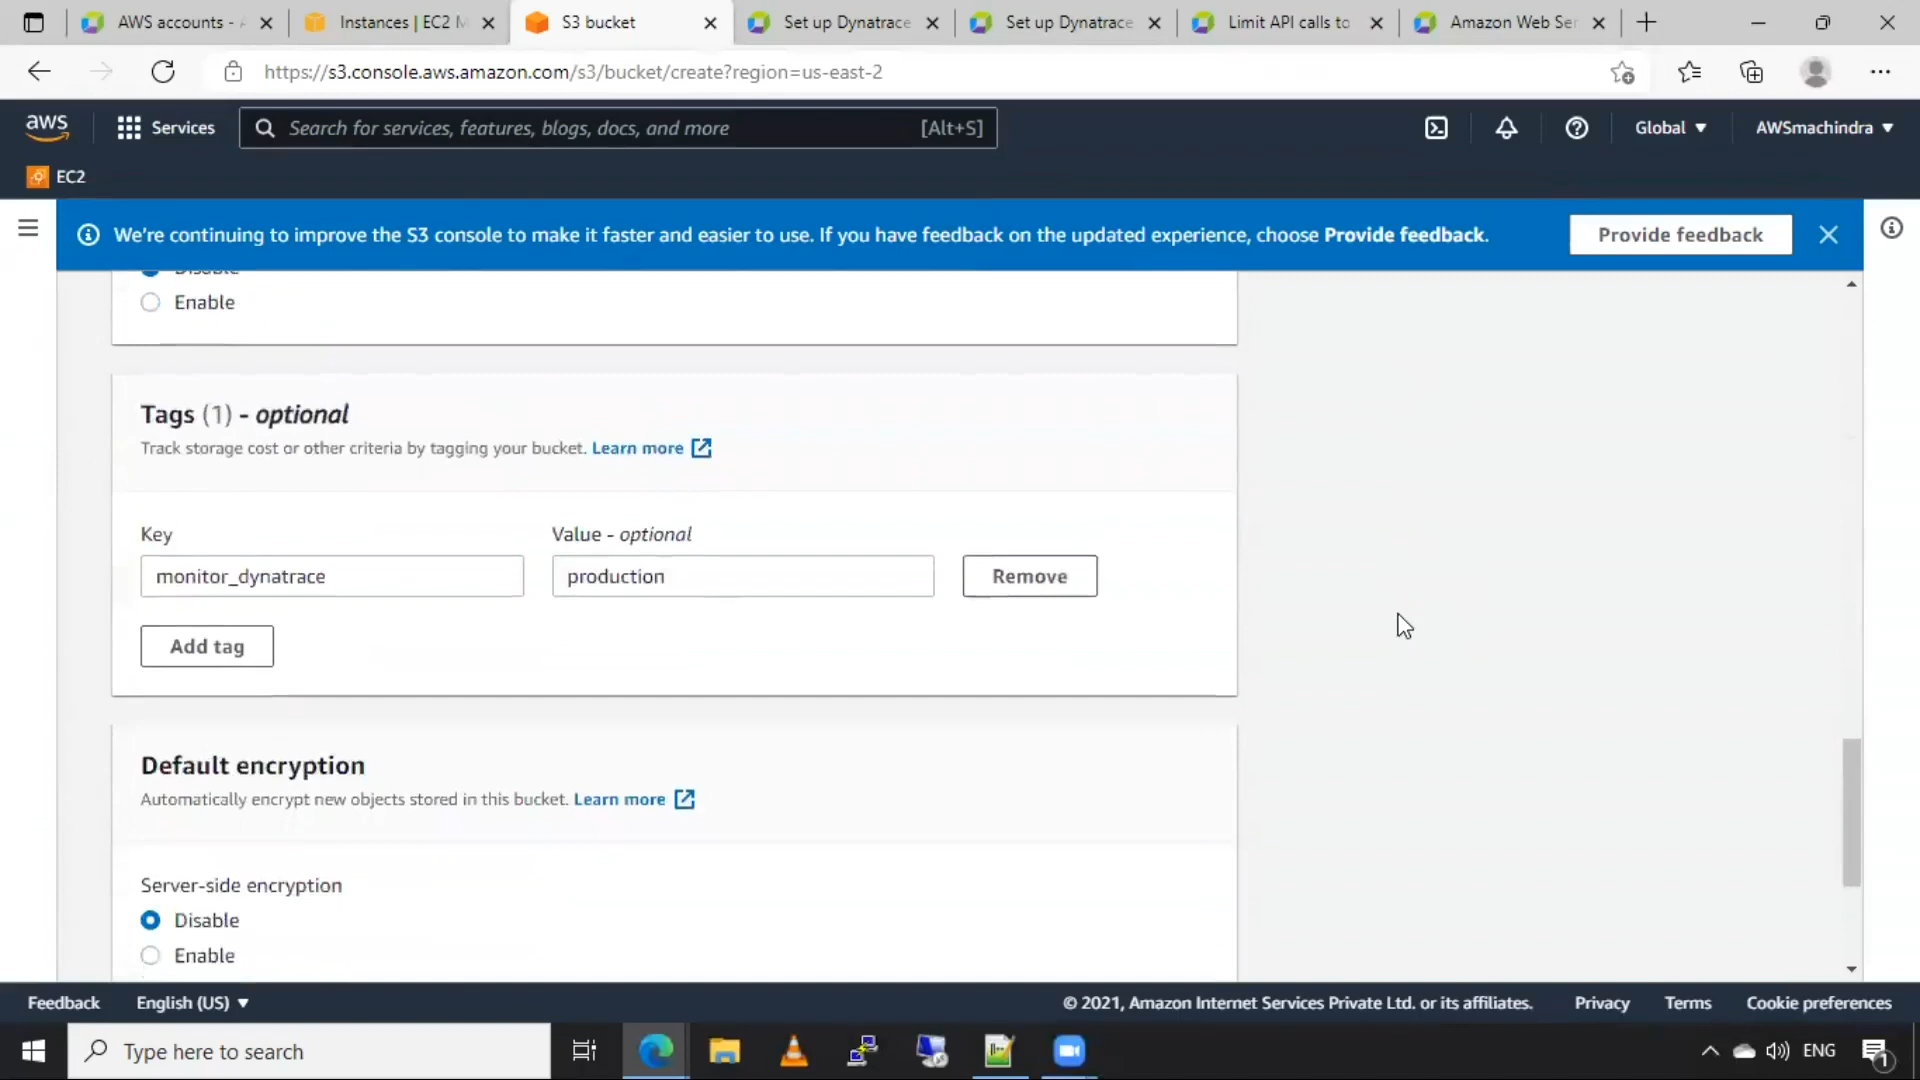 AWS accounts -
Instances | EC2 M
S3 bucket
Set up Dynatrace
Set up Dynatrace
Limit API calls to
Amazon Web Ser
https://s3.console.aws.amazon.com/s3/bucket/create?region=us-east-2
aws
Services
Search for services, features, blogs, docs, and more
[Alt+S]
Global
AWSmachindra
EC2
We're continuing to improve the S3 console to make it faster and easier to use. If you have feedback on the updated experience, choose Provide feedback.
Provide feedback
Disable
Enable
Tags (1) - optional
Track storage cost or other criteria by tagging your bucket. Learn more
Key
Value - optional
monitor_dynatrace
production
Remove
Add tag
Default encryption
Automatically encrypt new objects stored in this bucket. Learn more
Server-side encryption
Disable
Enable
Feedback
English (US)
© 2021, Amazon Internet Services Private Ltd. or its affiliates.
Privacy
Terms
Cookie preferences
Type here to search
ENG
1